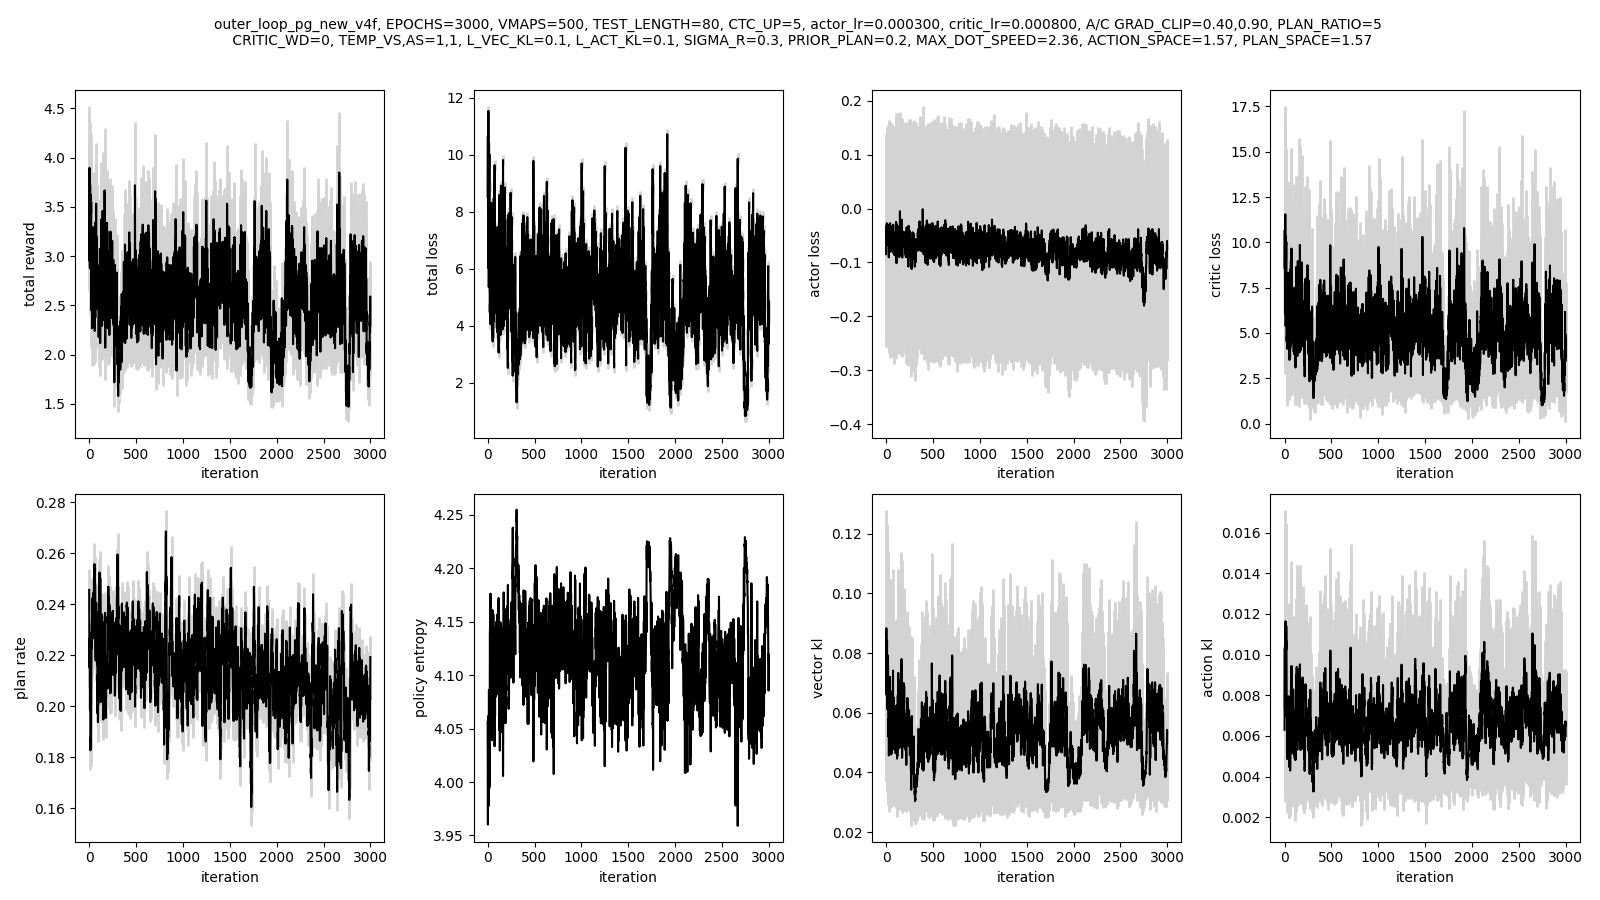 outer_loop_pg_new_v4f, EPOCHS=3000, VMAPS=500, TEST_LENGTH=80, CTC_UP=5, actor_lr=0.000300, critic_lr=0.000800, A/C GRAD_CLIP=0.40,0.90, PLAN_RATIO=5
CRITIC_WD=0, TEMP_VS,AS=1,1, L_VEC_KL=0.1, L_ACT_KL=0.1, SIGMA_R=0.3, PRIOR_PLAN=0.2, MAX_DOT_SPEED=2.36, ACTION_SPACE=1.57, PLAN_SPACE=1.57
total reward
4.5
4.0
3.5
3.0
2.5
2.0
1.5
0 500 1000 1500 2000 2500 3000
iteration
total loss
12
10
8
6
4
2
0 500 1000 1500 2000 2500 3000
iteration
actor loss
0.2
0.1
0.0
−0.1
−0.2
−0.3
−0.4
0 500 1000 1500 2000 2500 3000
iteration
critic loss
17.5
15.0
12.5
10.0
7.5
5.0
2.5
0.0
0 500 1000 1500 2000 2500 3000
iteration
plan rate
0.28
0.26
0.24
0.22
0.20
0.18
0.16
0 500 1000 1500 2000 2500 3000
iteration
policy entropy
4.25
4.20
4.15
4.10
4.05
4.00
3.95
0 500 1000 1500 2000 2500 3000
iteration
vector kl
0.12
0.10
0.08
0.06
0.04
0.02
0 500 1000 1500 2000 2500 3000
iteration
action kl
0.016
0.014
0.012
0.010
0.008
0.006
0.004
0.002
0 500 1000 1500 2000 2500 3000
iteration